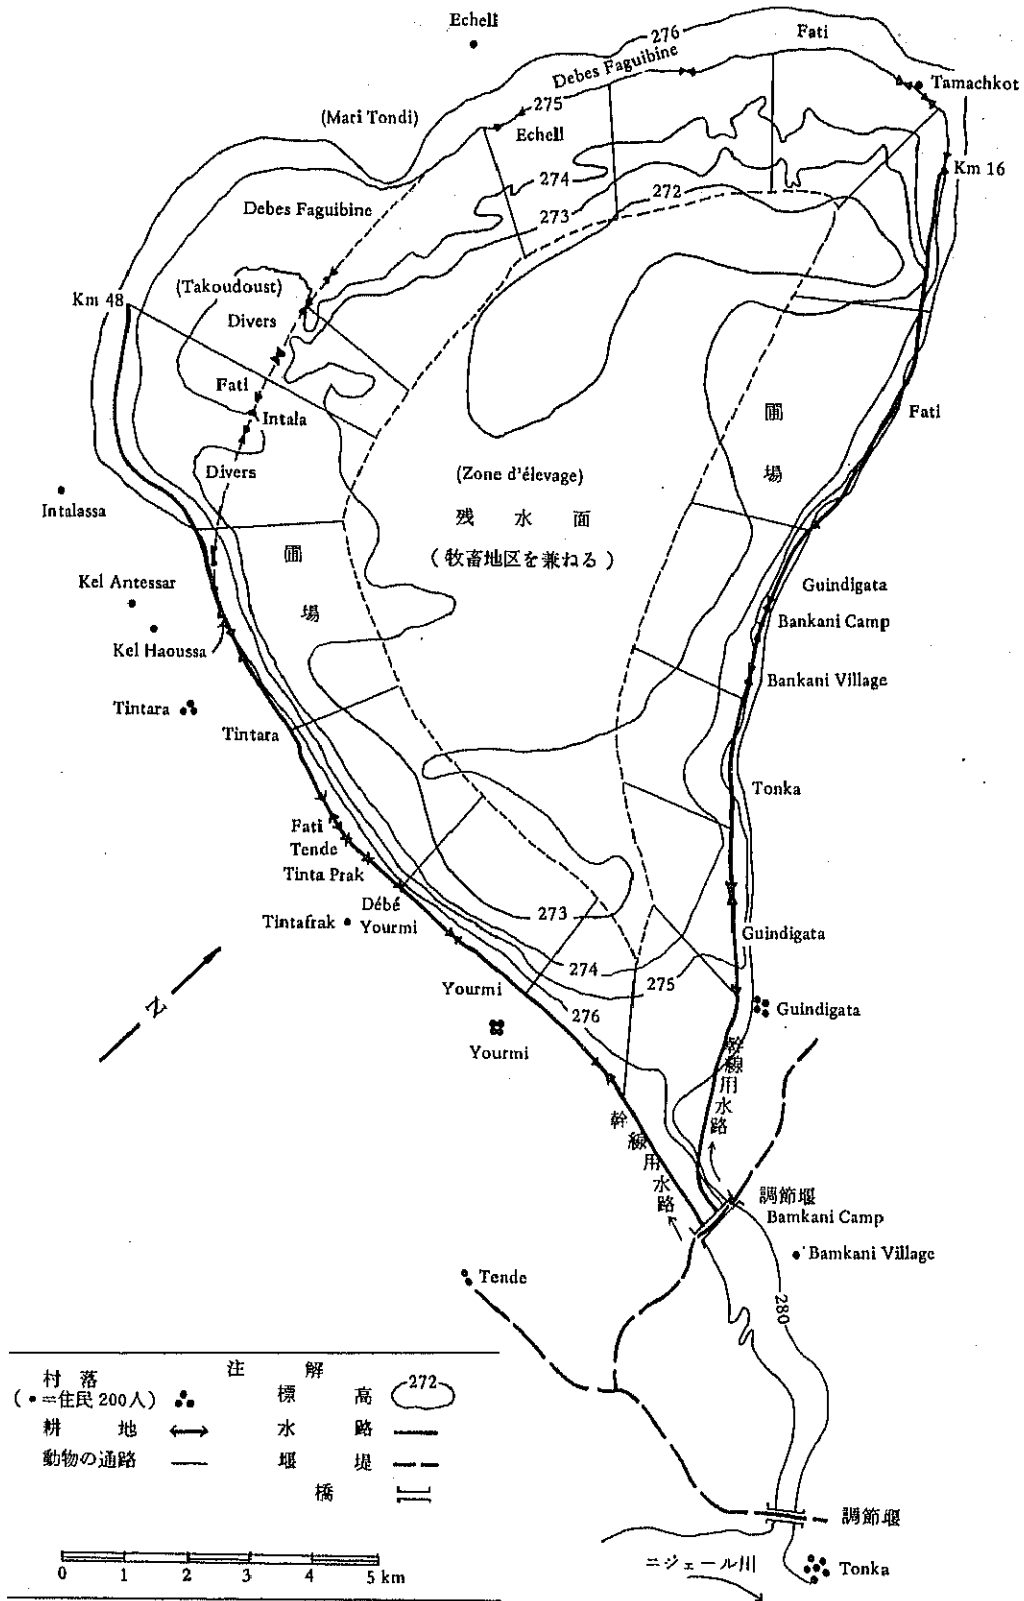 Echell
276
Fati
Debes Faguibine
Tamachkot
275
(Mari Tondi)
Echell
Km 16
274
272
273
Debes Faguibine
(Takoudoust)
Km 48
Divers
Fati
Intala
圃
場
Fati
Divers
(Zone d'élevage)
残水面
(牧畜地区を兼ねる)
Intalassa
圃
場
Kel Antessar
Guindigata
Bankani Camp
Kel Haoussa
Bankani Village
Tintara
Tintara
Tonka
Fati
Tende
Tinta Prak
Débé
Yourmi
Tintafrak
273
Guindigata
274
275
N
Yourmi
276
Guindigata
Yourmi
幹線用水路
幹線用水路
調節堰
Bamkani Camp
Bamkani Village
Tende
280
注解
村落
(•=住民200人)
標高
272
耕地
水路
動物の通路
堰堤
橋
調節堰
0 1 2 3 4 5 km
ニジェール川
Tonka